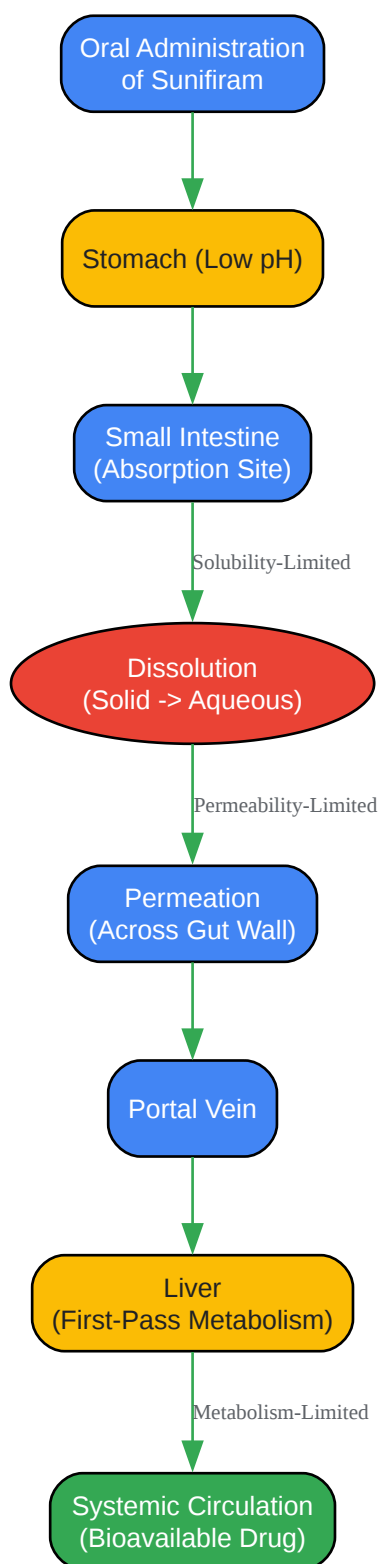 Oral Administration
of Sunifiram
Stomach (Low pH)
Small Intestine
(Absorption Site)
Solubility-Limited
Dissolution
(Solid -> Aqueous)
Permeability-Limited
Permeation
(Across Gut Wall)
Portal Vein
Liver
(First-Pass Metabolism)
Metabolism-Limited
Systemic Circulation
(Bioavailable Drug)